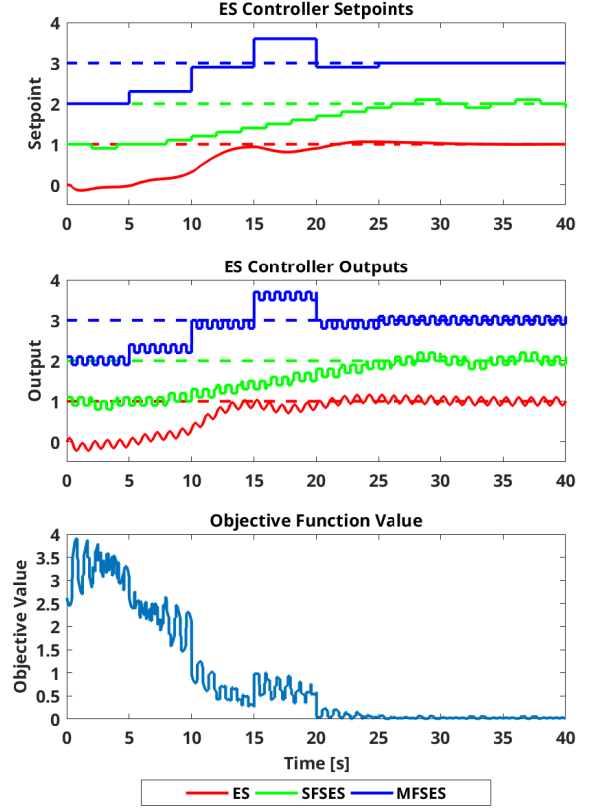 ES Controller Setpoints
Setpoint
4
3
2
1
0
0 5 10 15 20 25 30 35 40
ES Controller Outputs
Output
4
3
2
1
0
0 5 10 15 20 25 30 35 40
Objective Function Value
Objective Value
4
3.5
3
2.5
2
1.5
1
0.5
0
0 5 10 15 20 25 30 35 40
Time [s]
ES SFSES MFSES